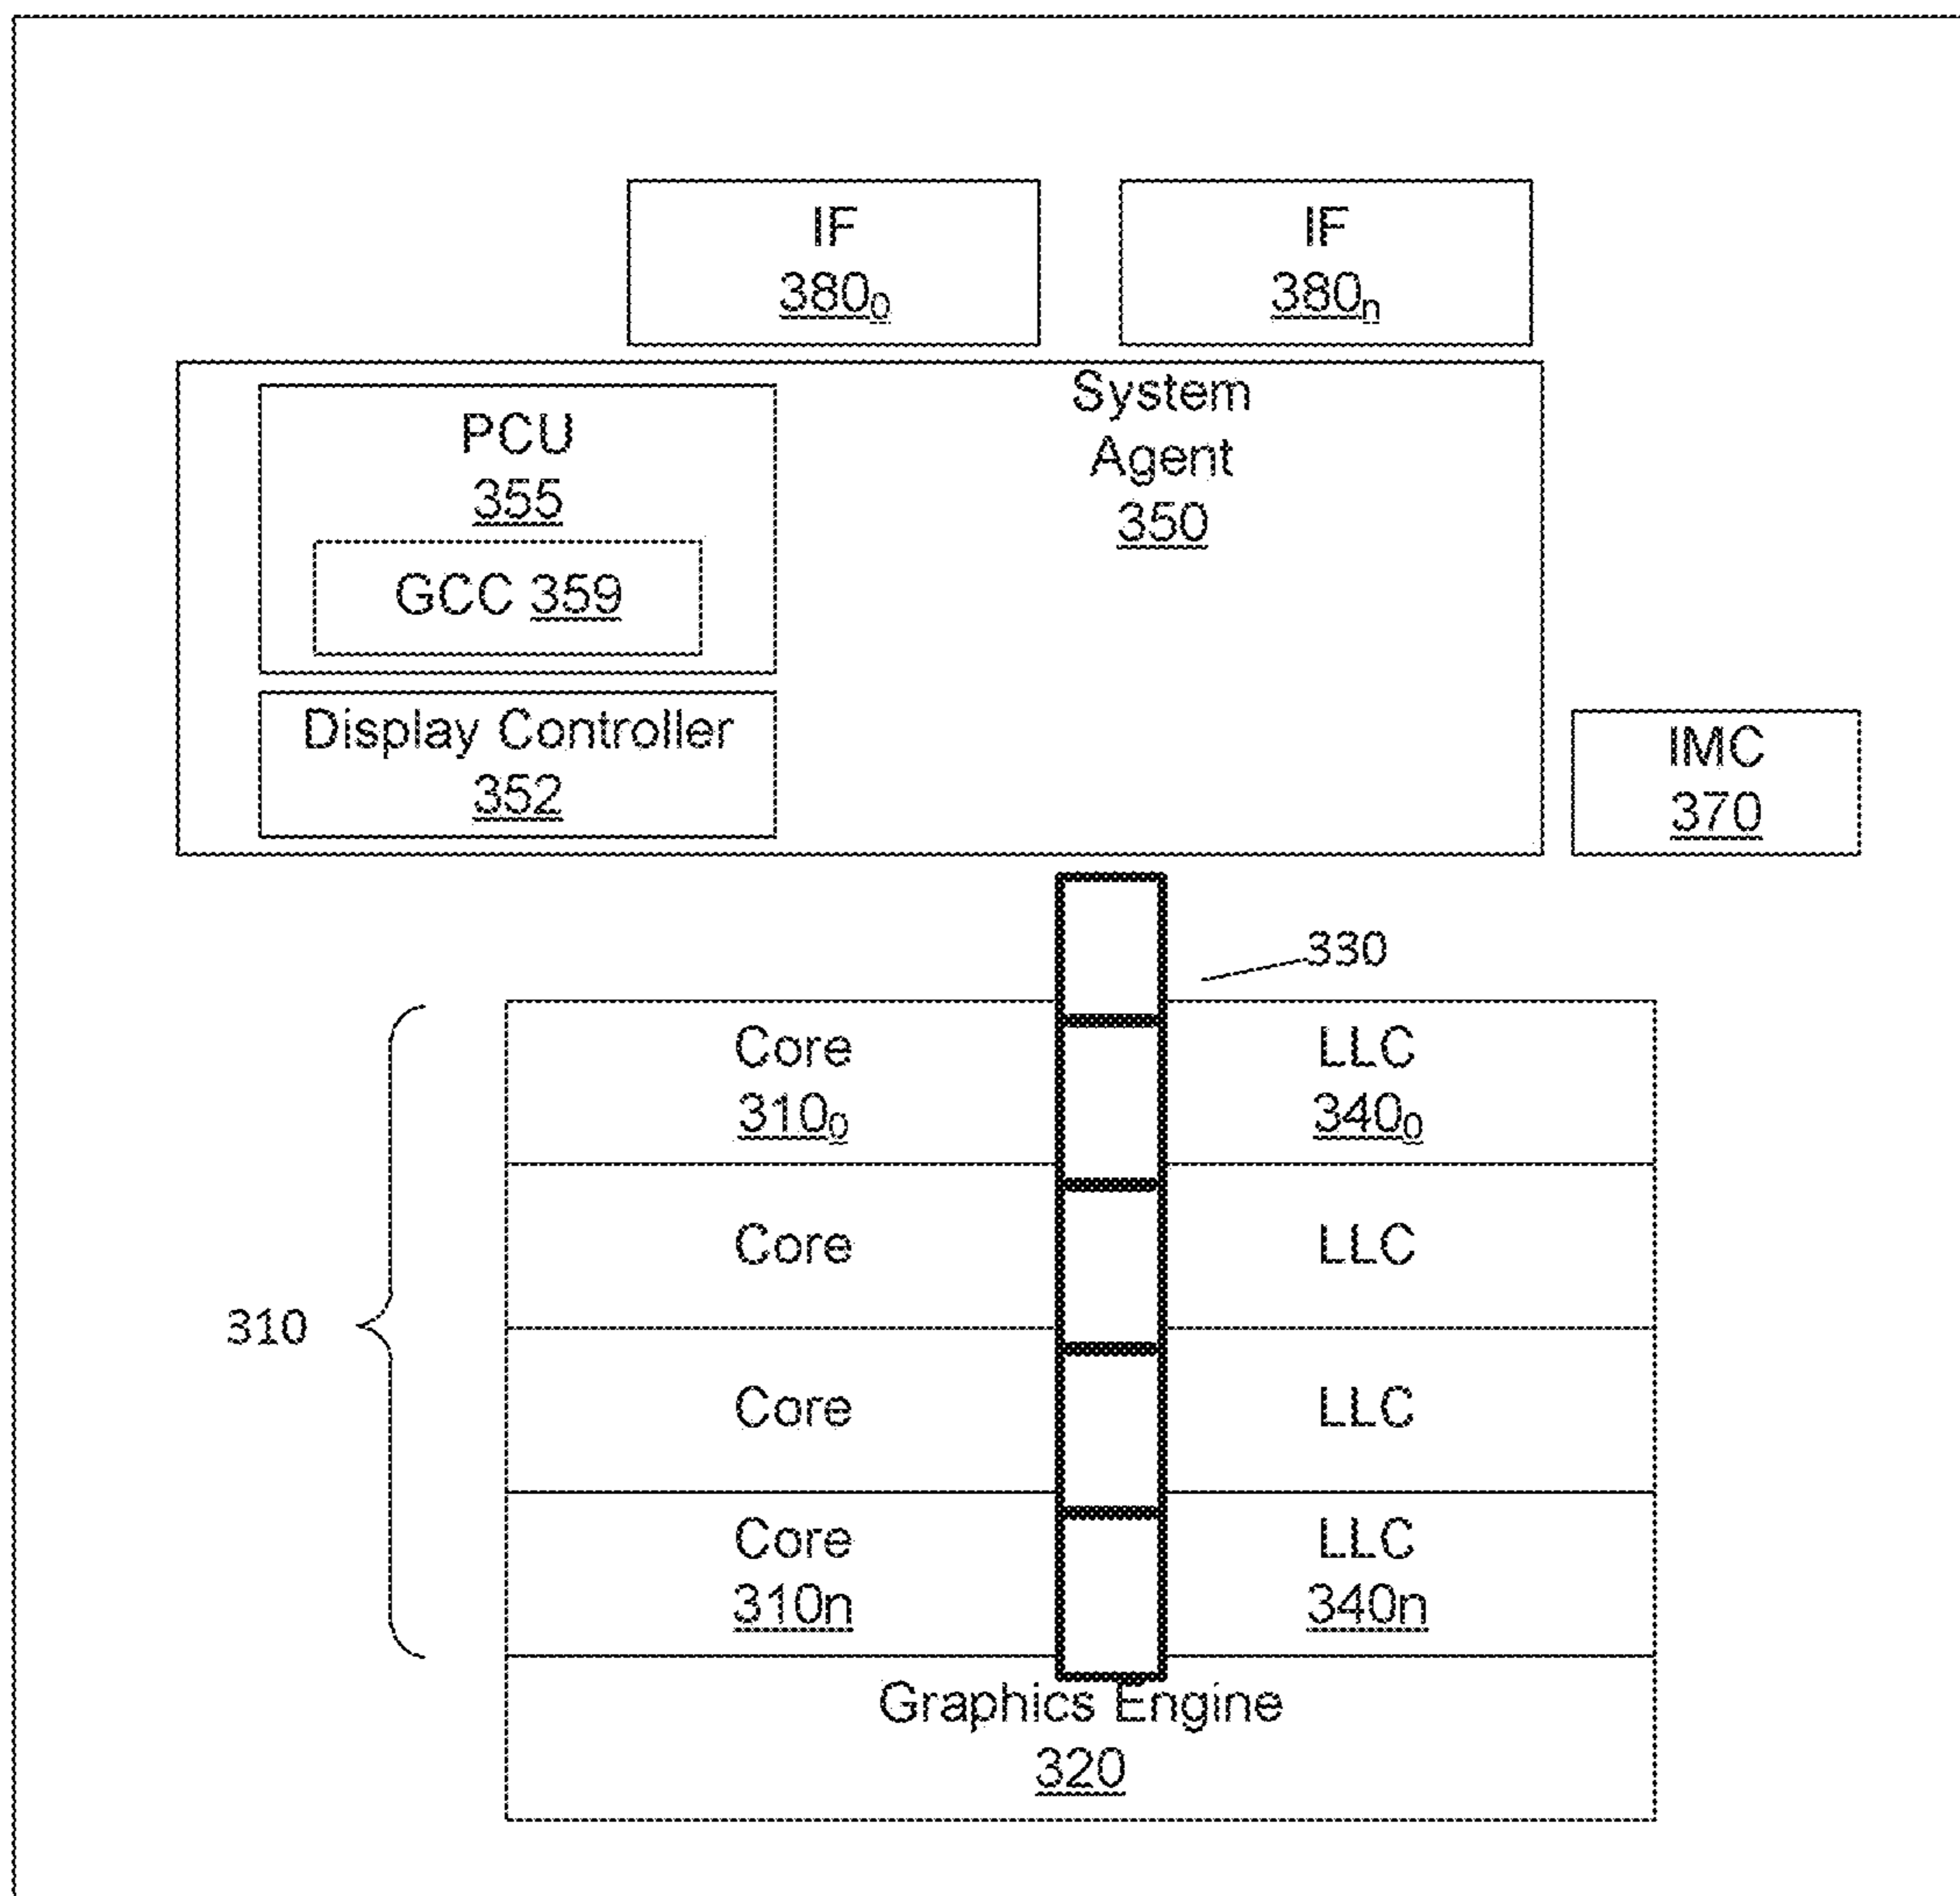 IF
380₀
IF
380ₙ
System
Agent
350
PCU
355
GCC 359
Display Controller
352
IMC
370
330
310
Core
310₀
LLC
340₀
Core
LLC
Core
LLC
Core
310n
LLC
340n
Graphics Engine
320